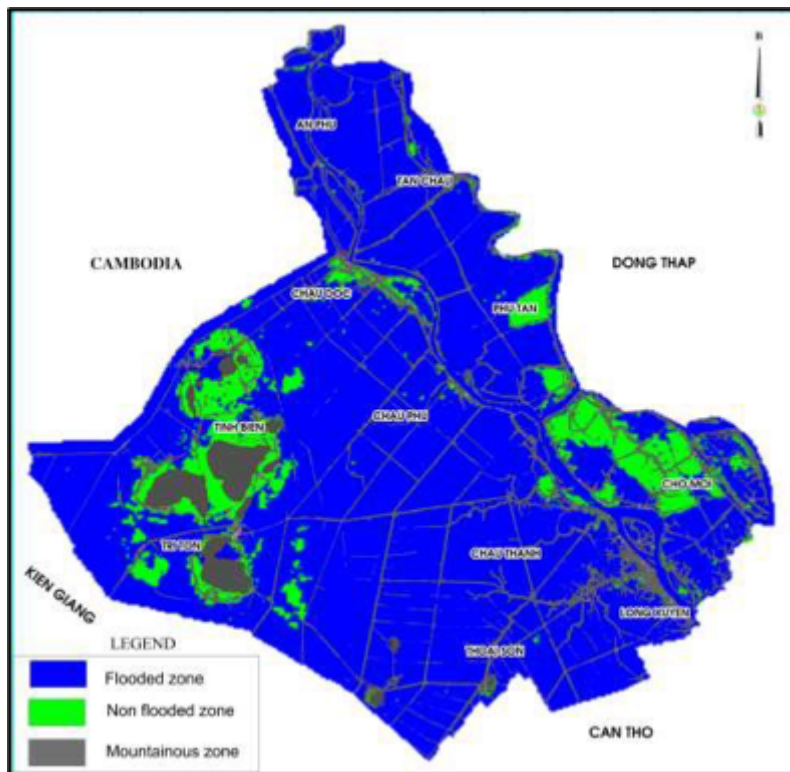 B
AN PHU
TAN CHAU
CAMBODIA
DONG THAP
CHAU DOC
PHU TAN
CHAU PHU
TINH BIEN
CHO MOI
TRI TON
CHAU THANH
KIEN GIANG
LONG XUYEN
LEGEND
THOAI SON
Flooded zone
Non flooded zone
CAN THO
Mountainous zone